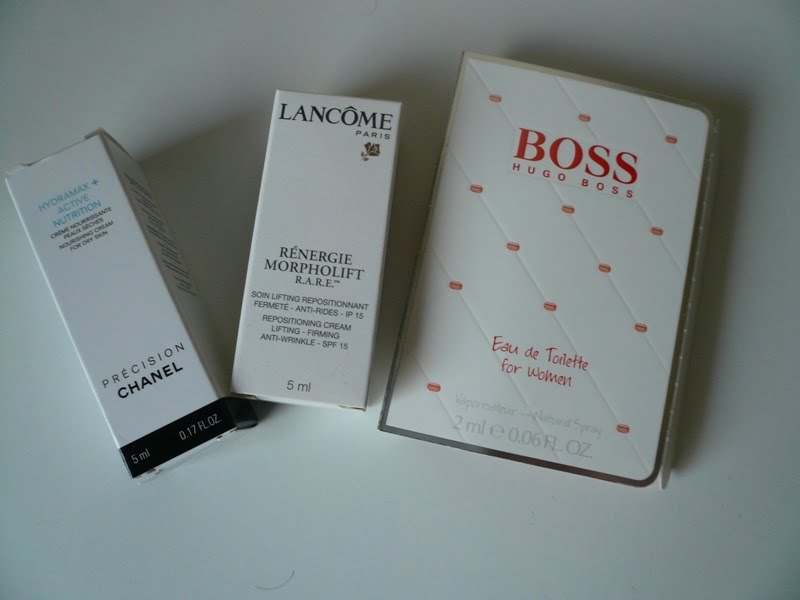 HYDRAMAX +
ACTIVE
NUTRITION
CRÈME NOURRISSANTE
PEAUX SÈCHES
NOURISHING CREAM
FOR DRY SKIN
PRÉCISION
CHANEL
5 ml 0.17 FL.OZ.
LANCÔME
PARIS
RÉNERGIE
MORPHOLIFT
R.A.R.E.™
SOIN LIFTING REPOSITIONNANT
FERMETÉ - ANTI-RIDES - IP 15
REPOSITIONING CREAM
LIFTING - FIRMING
ANTI-WRINKLE - SPF 15
5 ml
BOSS
HUGO BOSS
Eau de Toilette
for Women
Vaporisateur - Natural Spray
2 ml e 0.06 FL. OZ.